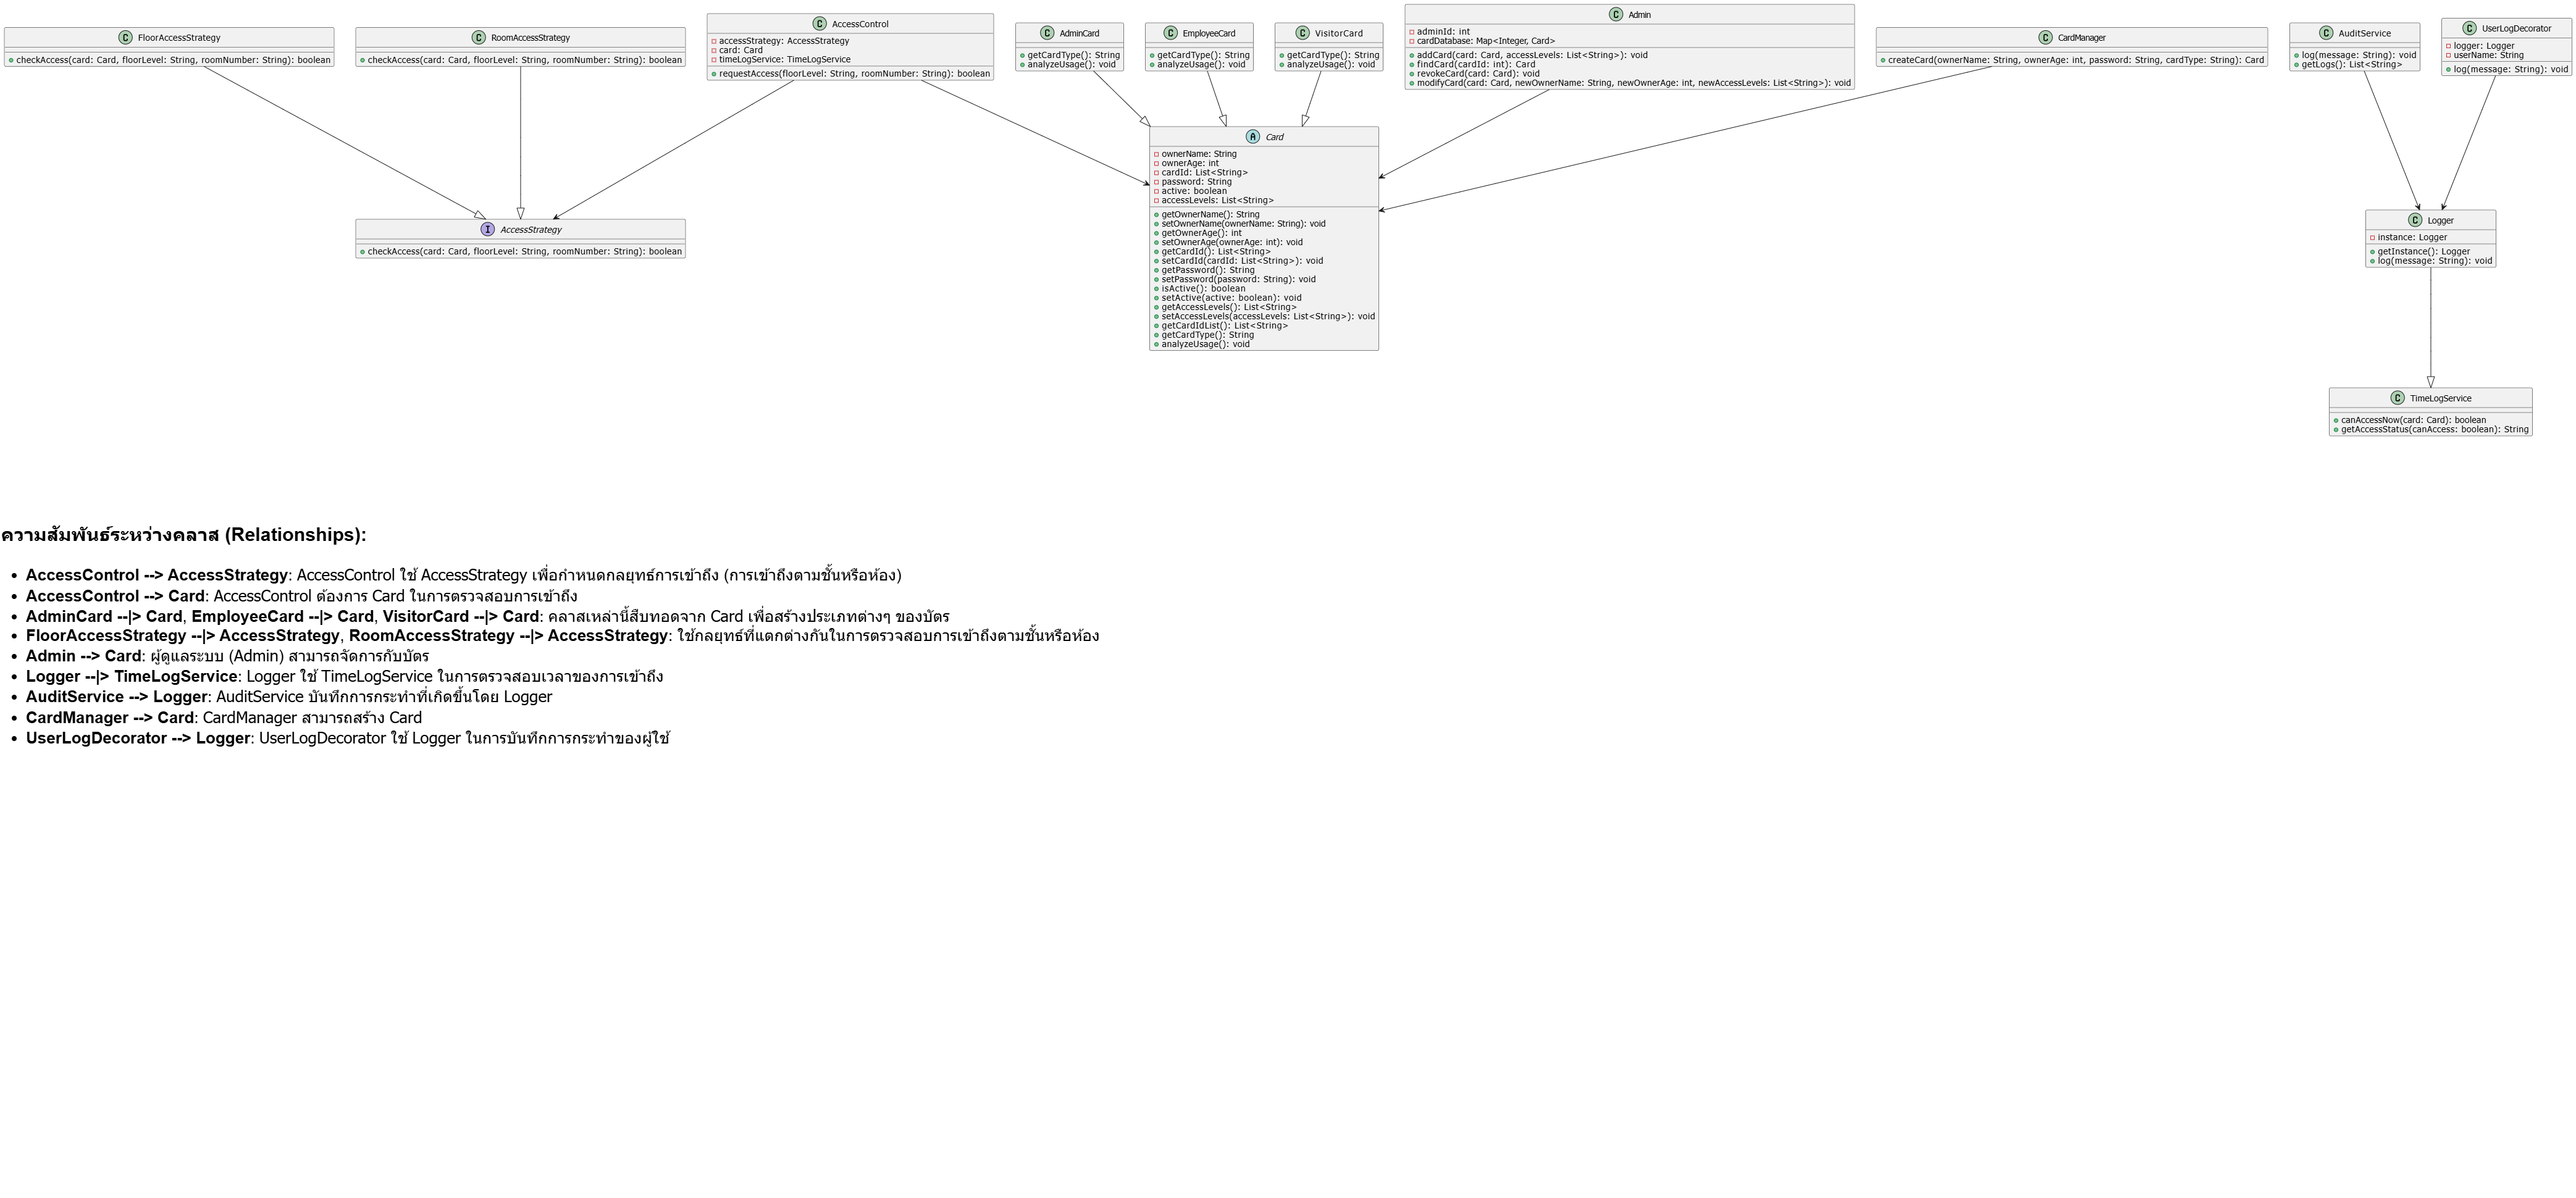 FloorAccessStrategy
checkAccess(card: Card, floorLevel: String, roomNumber: String): boolean
RoomAccessStrategy
checkAccess(card: Card, floorLevel: String, roomNumber: String): boolean
AccessControl
accessStrategy: AccessStrategy
card: Card
timeLogService: TimeLogService
requestAccess(floorLevel: String, roomNumber: String): boolean
AdminCard
getCardType(): String
analyzeUsage(): void
EmployeeCard
getCardType(): String
analyzeUsage(): void
VisitorCard
getCardType(): String
analyzeUsage(): void
Admin
adminId: int
cardDatabase: Map<Integer, Card>
addCard(card: Card, accessLevels: List<String>): void
findCard(cardId: int): Card
revokeCard(card: Card): void
modifyCard(card: Card, newOwnerName: String, newOwnerAge: int, newAccessLevels: List<String>): void
CardManager
createCard(ownerName: String, ownerAge: int, password: String, cardType: String): Card
AuditService
log(message: String): void
getLogs(): List<String>
UserLogDecorator
logger: Logger
userName: String
log(message: String): void
AccessStrategy
checkAccess(card: Card, floorLevel: String, roomNumber: String): boolean
Card
ownerName: String
ownerAge: int
cardId: List<String>
password: String
active: boolean
accessLevels: List<String>
getOwnerName(): String
setOwnerName(ownerName: String): void
getOwnerAge(): int
setOwnerAge(ownerAge: int): void
getCardId(): List<String>
setCardId(cardId: List<String>): void
getPassword(): String
setPassword(password: String): void
isActive(): boolean
setActive(active: boolean): void
getAccessLevels(): List<String>
setAccessLevels(accessLevels: List<String>): void
getCardIdList(): List<String>
getCardType(): String
analyzeUsage(): void
Logger
instance: Logger
getInstance(): Logger
log(message: String): void
TimeLogService
canAccessNow(card: Card): boolean
getAccessStatus(canAccess: boolean): String
ความสัมพันธ์ระหว่างคลาส (Relationships):
• AccessControl --> AccessStrategy: AccessControl ใช้ AccessStrategy เพื่อกำหนดกลยุทธ์การเข้าถึง (การเข้าถึงตามชั้นหรือห้อง)
• AccessControl --> Card: AccessControl ต้องการ Card ในการตรวจสอบการเข้าถึง
• AdminCard --|> Card, EmployeeCard --|> Card, VisitorCard --|> Card: คลาสเหล่านี้สืบทอดจาก Card เพื่อสร้างประเภทต่างๆ ของบัตร
• FloorAccessStrategy --|> AccessStrategy, RoomAccessStrategy --|> AccessStrategy: ใช้กลยุทธ์ที่แตกต่างกันในการตรวจสอบการเข้าถึงตามชั้นหรือห้อง
• Admin --> Card: ผู้ดูแลระบบ (Admin) สามารถจัดการกับบัตร
• Logger --|> TimeLogService: Logger ใช้ TimeLogService ในการตรวจสอบเวลาของการเข้าถึง
• AuditService --> Logger: AuditService บันทึกการกระทำที่เกิดขึ้นโดย Logger
• CardManager --> Card: CardManager สามารถสร้าง Card
• UserLogDecorator --> Logger: UserLogDecorator ใช้ Logger ในการบันทึกการกระทำของผู้ใช้